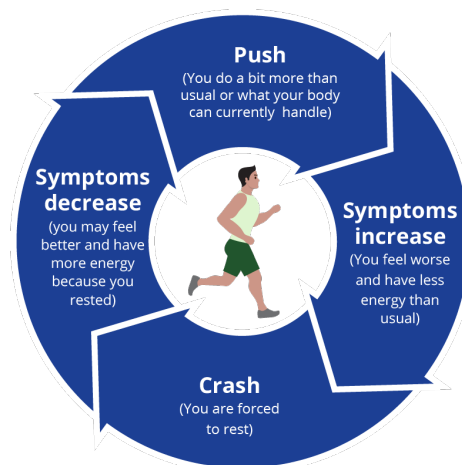 Push
(You do a bit more than
usual or what your body
can currently handle)
Symptoms
increase
(You feel worse
and have less
energy than
usual)
Crash
(You are forced
to rest)
Symptoms
decrease
(you may feel
better and have
more energy
because you
rested)